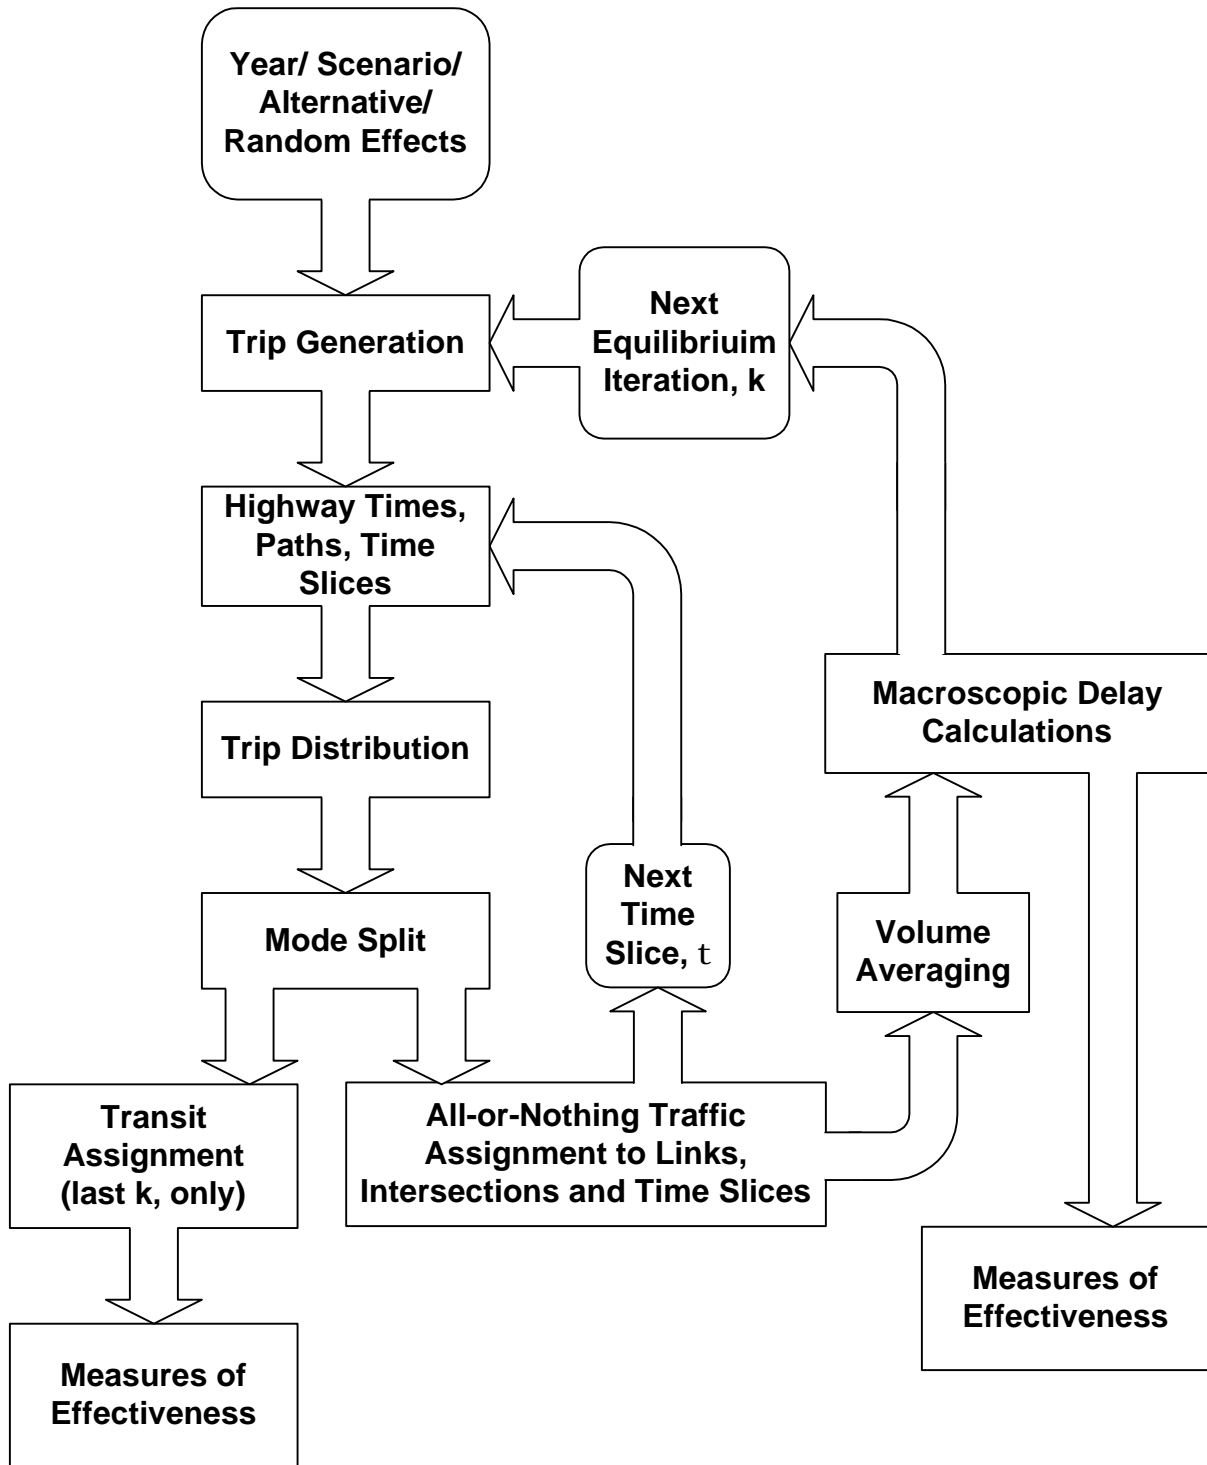 Year/ Scenario/
Alternative/
Random Effects
Trip Generation
Next
Equilibriuim
Iteration, k
Highway Times,
Paths, Time
Slices
Trip Distribution
Macroscopic Delay
Calculations
Mode Split
Next
Time
Slice, t
Volume
Averaging
Transit
Assignment
(last k, only)
All-or-Nothing Traffic
Assignment to Links,
Intersections and Time Slices
Measures of
Effectiveness
Measures of
Effectiveness